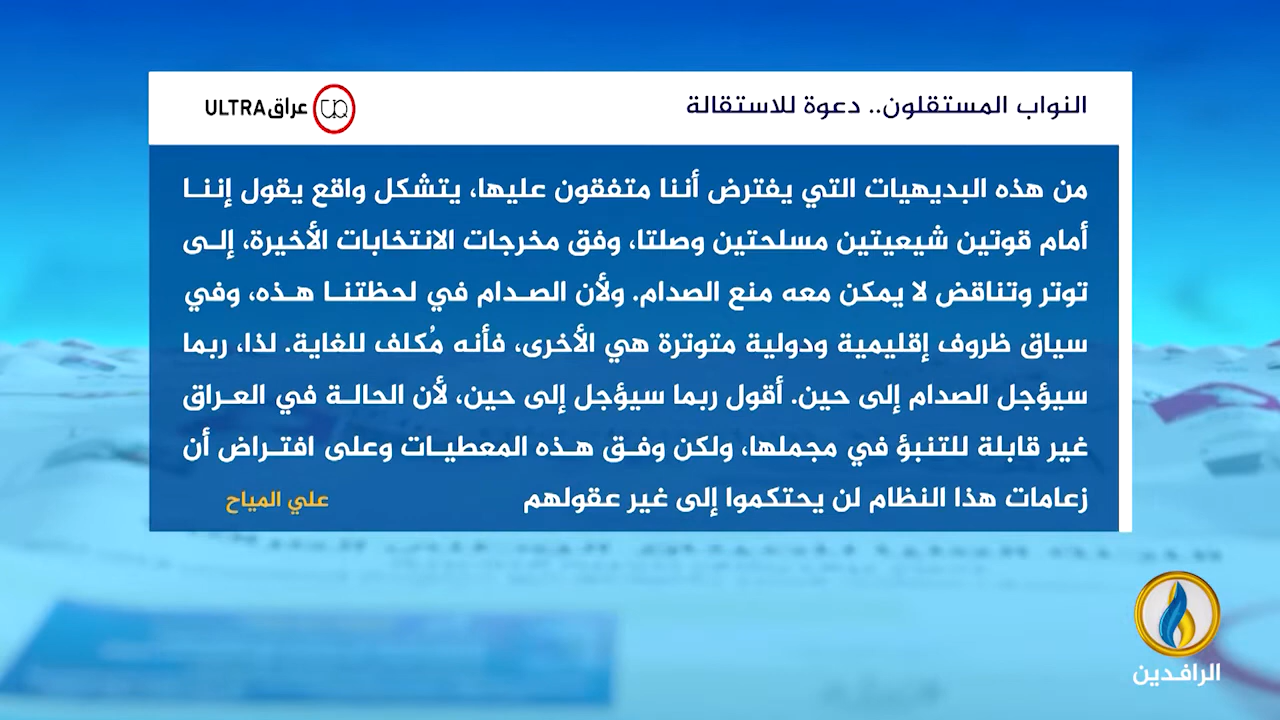 النواب المستقلون.. دعوة للاستقالة
ULTRA عراق
من هذه البديهيات التي يفترض أننا متفقون عليها، يتشكل واقع يقول إننا
أمام قوتين شيعيتين مسلحتين وصلتا، وفق مخرجات الانتخابات الأخيرة، إلى
توتر وتناقض لا يمكن معه منع الصدام. ولأن الصدام في لحظتنا هذه، وفي
سياق ظروف إقليمية ودولية متوترة هي الأخرى، فأنه مُكلف للغاية. لذا، ربما
سيؤجل الصدام إلى حين. أقول ربما سيؤجل إلى حين، لأن الحالة في العراق
غير قابلة للتنبؤ في مجملها، ولكن وفق هذه المعطيات وعلى افتراض أن
زعامات هذا النظام لن يحتكموا إلى غير عقولهم
علي المياح
الرافدين